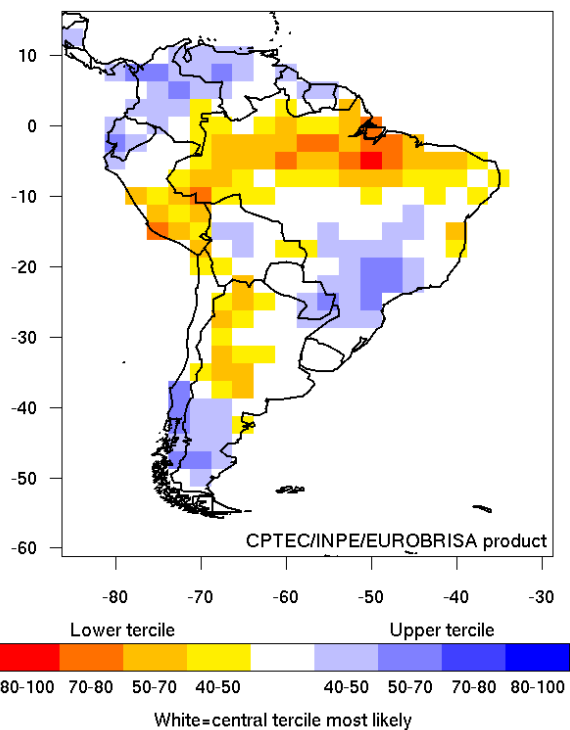 10
0
-10
-20
-30
-40
-50
-60
CPTEC/INPE/EUROBRISA product
-80 -70 -60 -50 -40 -30
Lower tercile Upper tercile
80-100 70-80 50-70 40-50 40-50 50-70 70-80 80-100
White=central tercile most likely